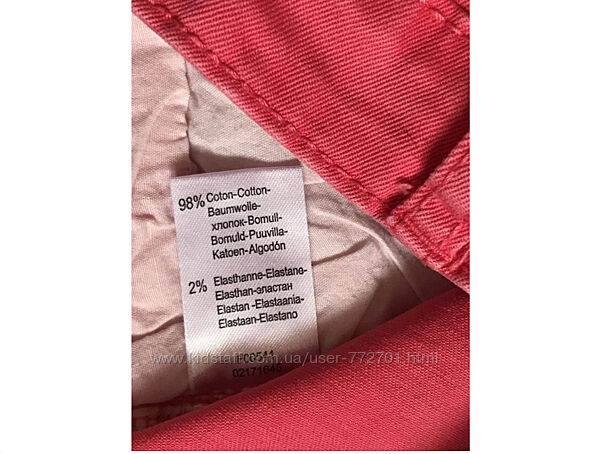 98% Coton-Cotton-
Baumwolle-
хлопок-Bomull-
Bomuld-Puuvilla-
Katoen-Algodón
2% Elasthanne-Elastane-
Elasthan-эластан
Elastan -Elastaania-
Elastaan-Elastano
www.kidstaff.com.ua/user-772701.html
02171645